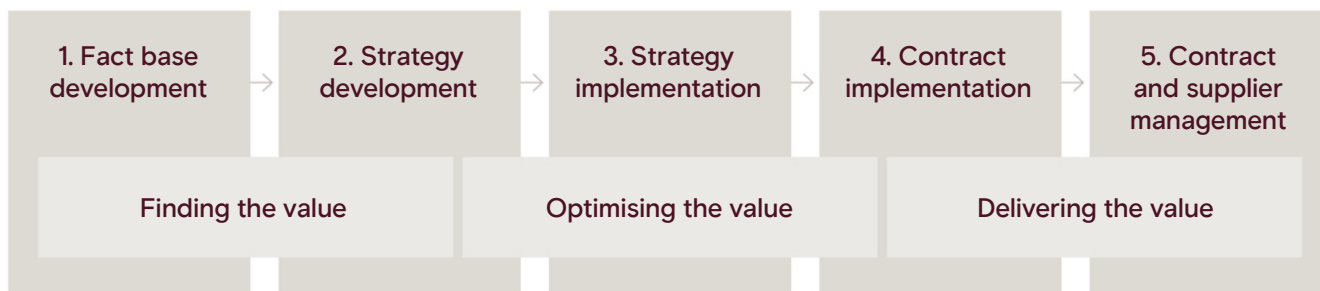 1. Fact base
development
2. Strategy
development
3. Strategy
implementation
4. Contract
implementation
5. Contract
and supplier
management
Finding the value
Optimising the value
Delivering the value